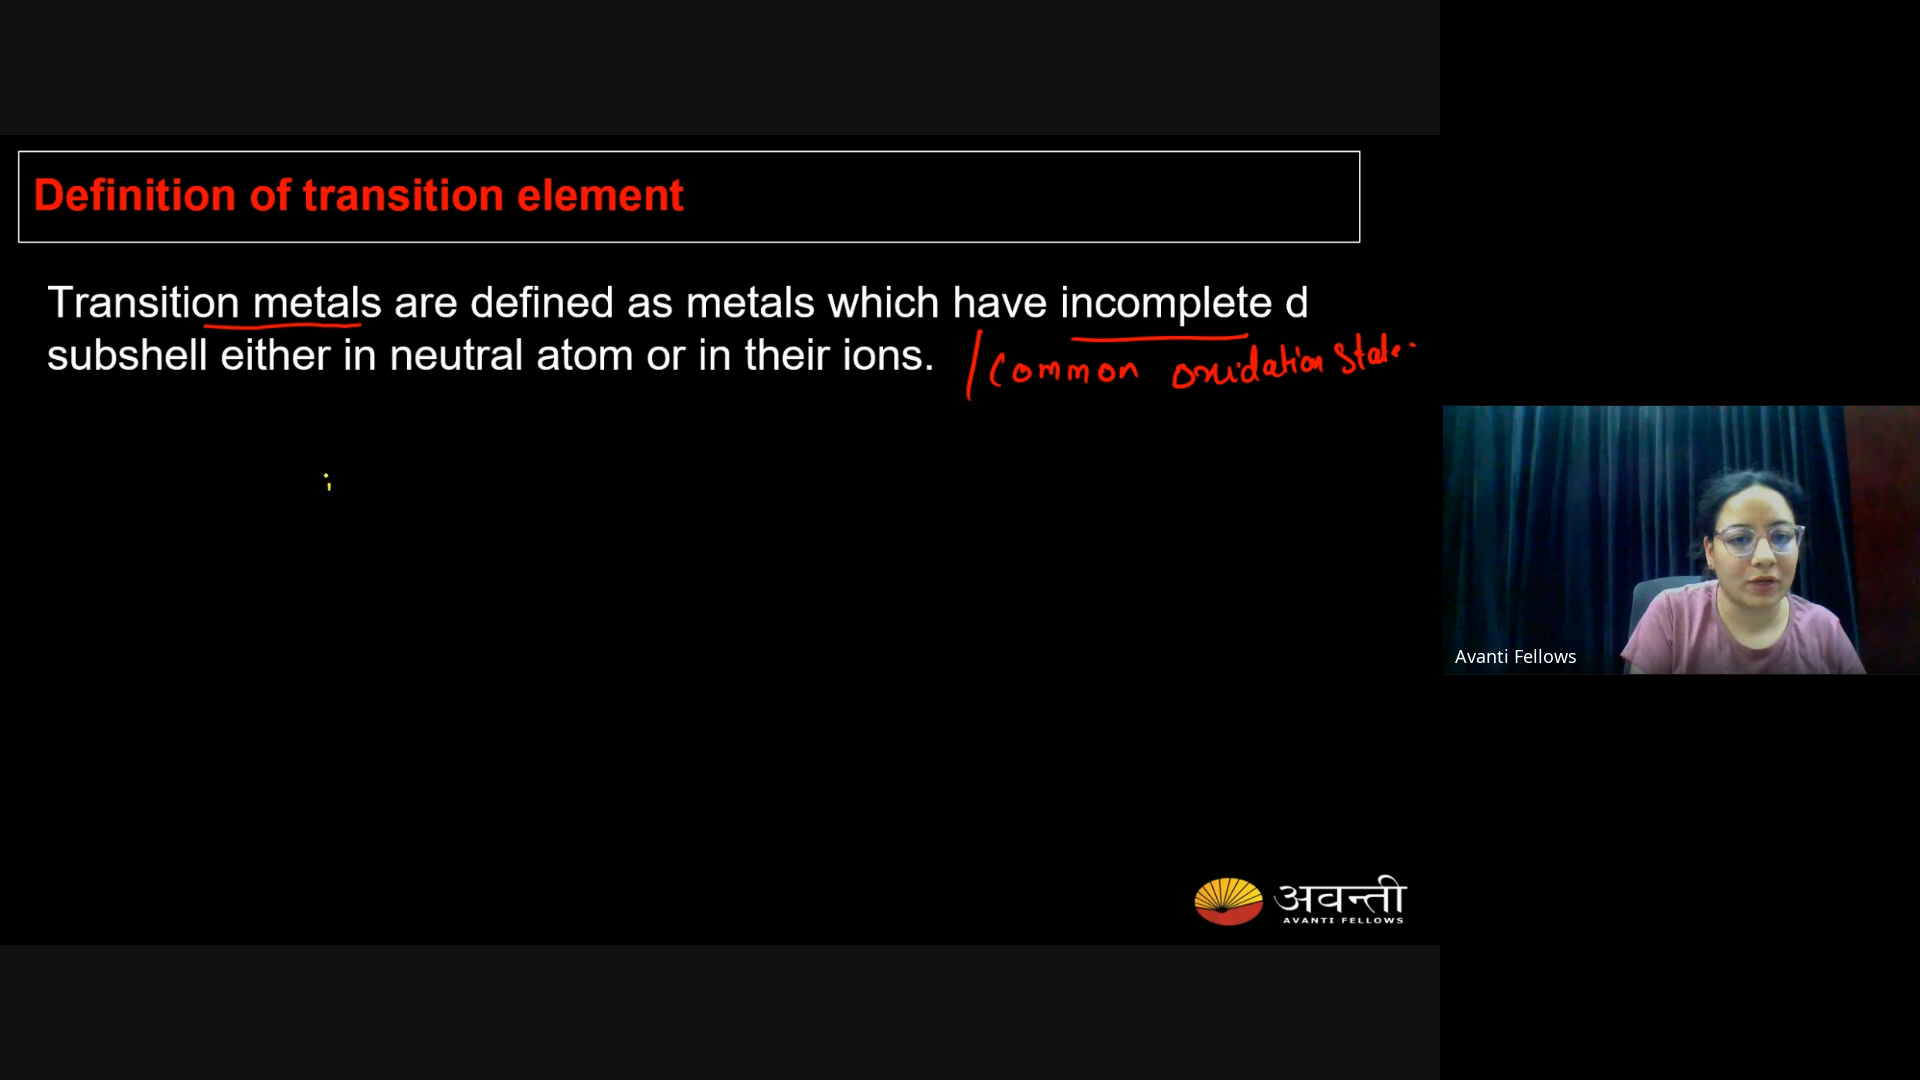 Definition of transition element
Transition metals are defined as metals which have incomplete d
subshell either in neutral atom or in their ions. / Common oxidation state.
Avanti Fellows
अवन्ती
AVANTI FELLOWS